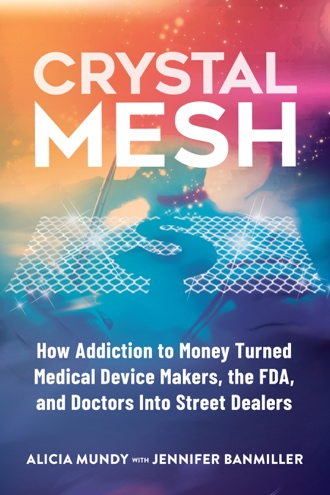 CRYSTAL
MESH
How Addiction to Money Turned
Medical Device Makers, the FDA,
and Doctors Into Street Dealers
ALICIA MUNDY WITH JENNIFER BANMILLER